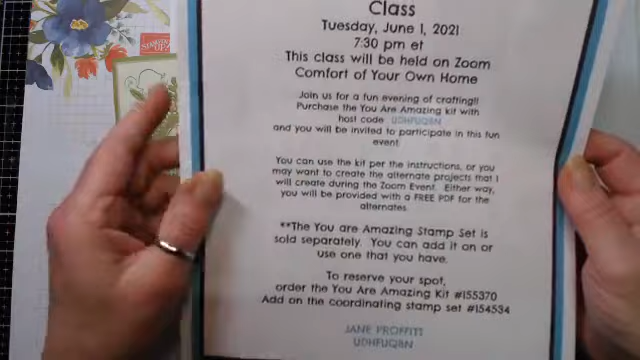 STAMPIN' UP!
Class
Tuesday, June 1, 2021
7:30 pm et
This class will be held on Zoom
Comfort of Your Own Home
Join us for a fun evening of crafting!!
Purchase the You Are Amazing kit with
host code UDHFUQ8N
and you will be invited to participate in this fun
event.
You can use the kit per the instructions, or you
may want to create the alternate projects that I
will create during the Zoom Event. Either way,
you will be provided with a FREE PDF for the
alternates.
**The You are Amazing Stamp Set is
sold separately. You can add it on or
use one that you have.
To reserve your spot,
order the You Are Amazing Kit #155370
Add on the coordinating stamp set #154534
JANE PROFFITT
UDHFUQ8N